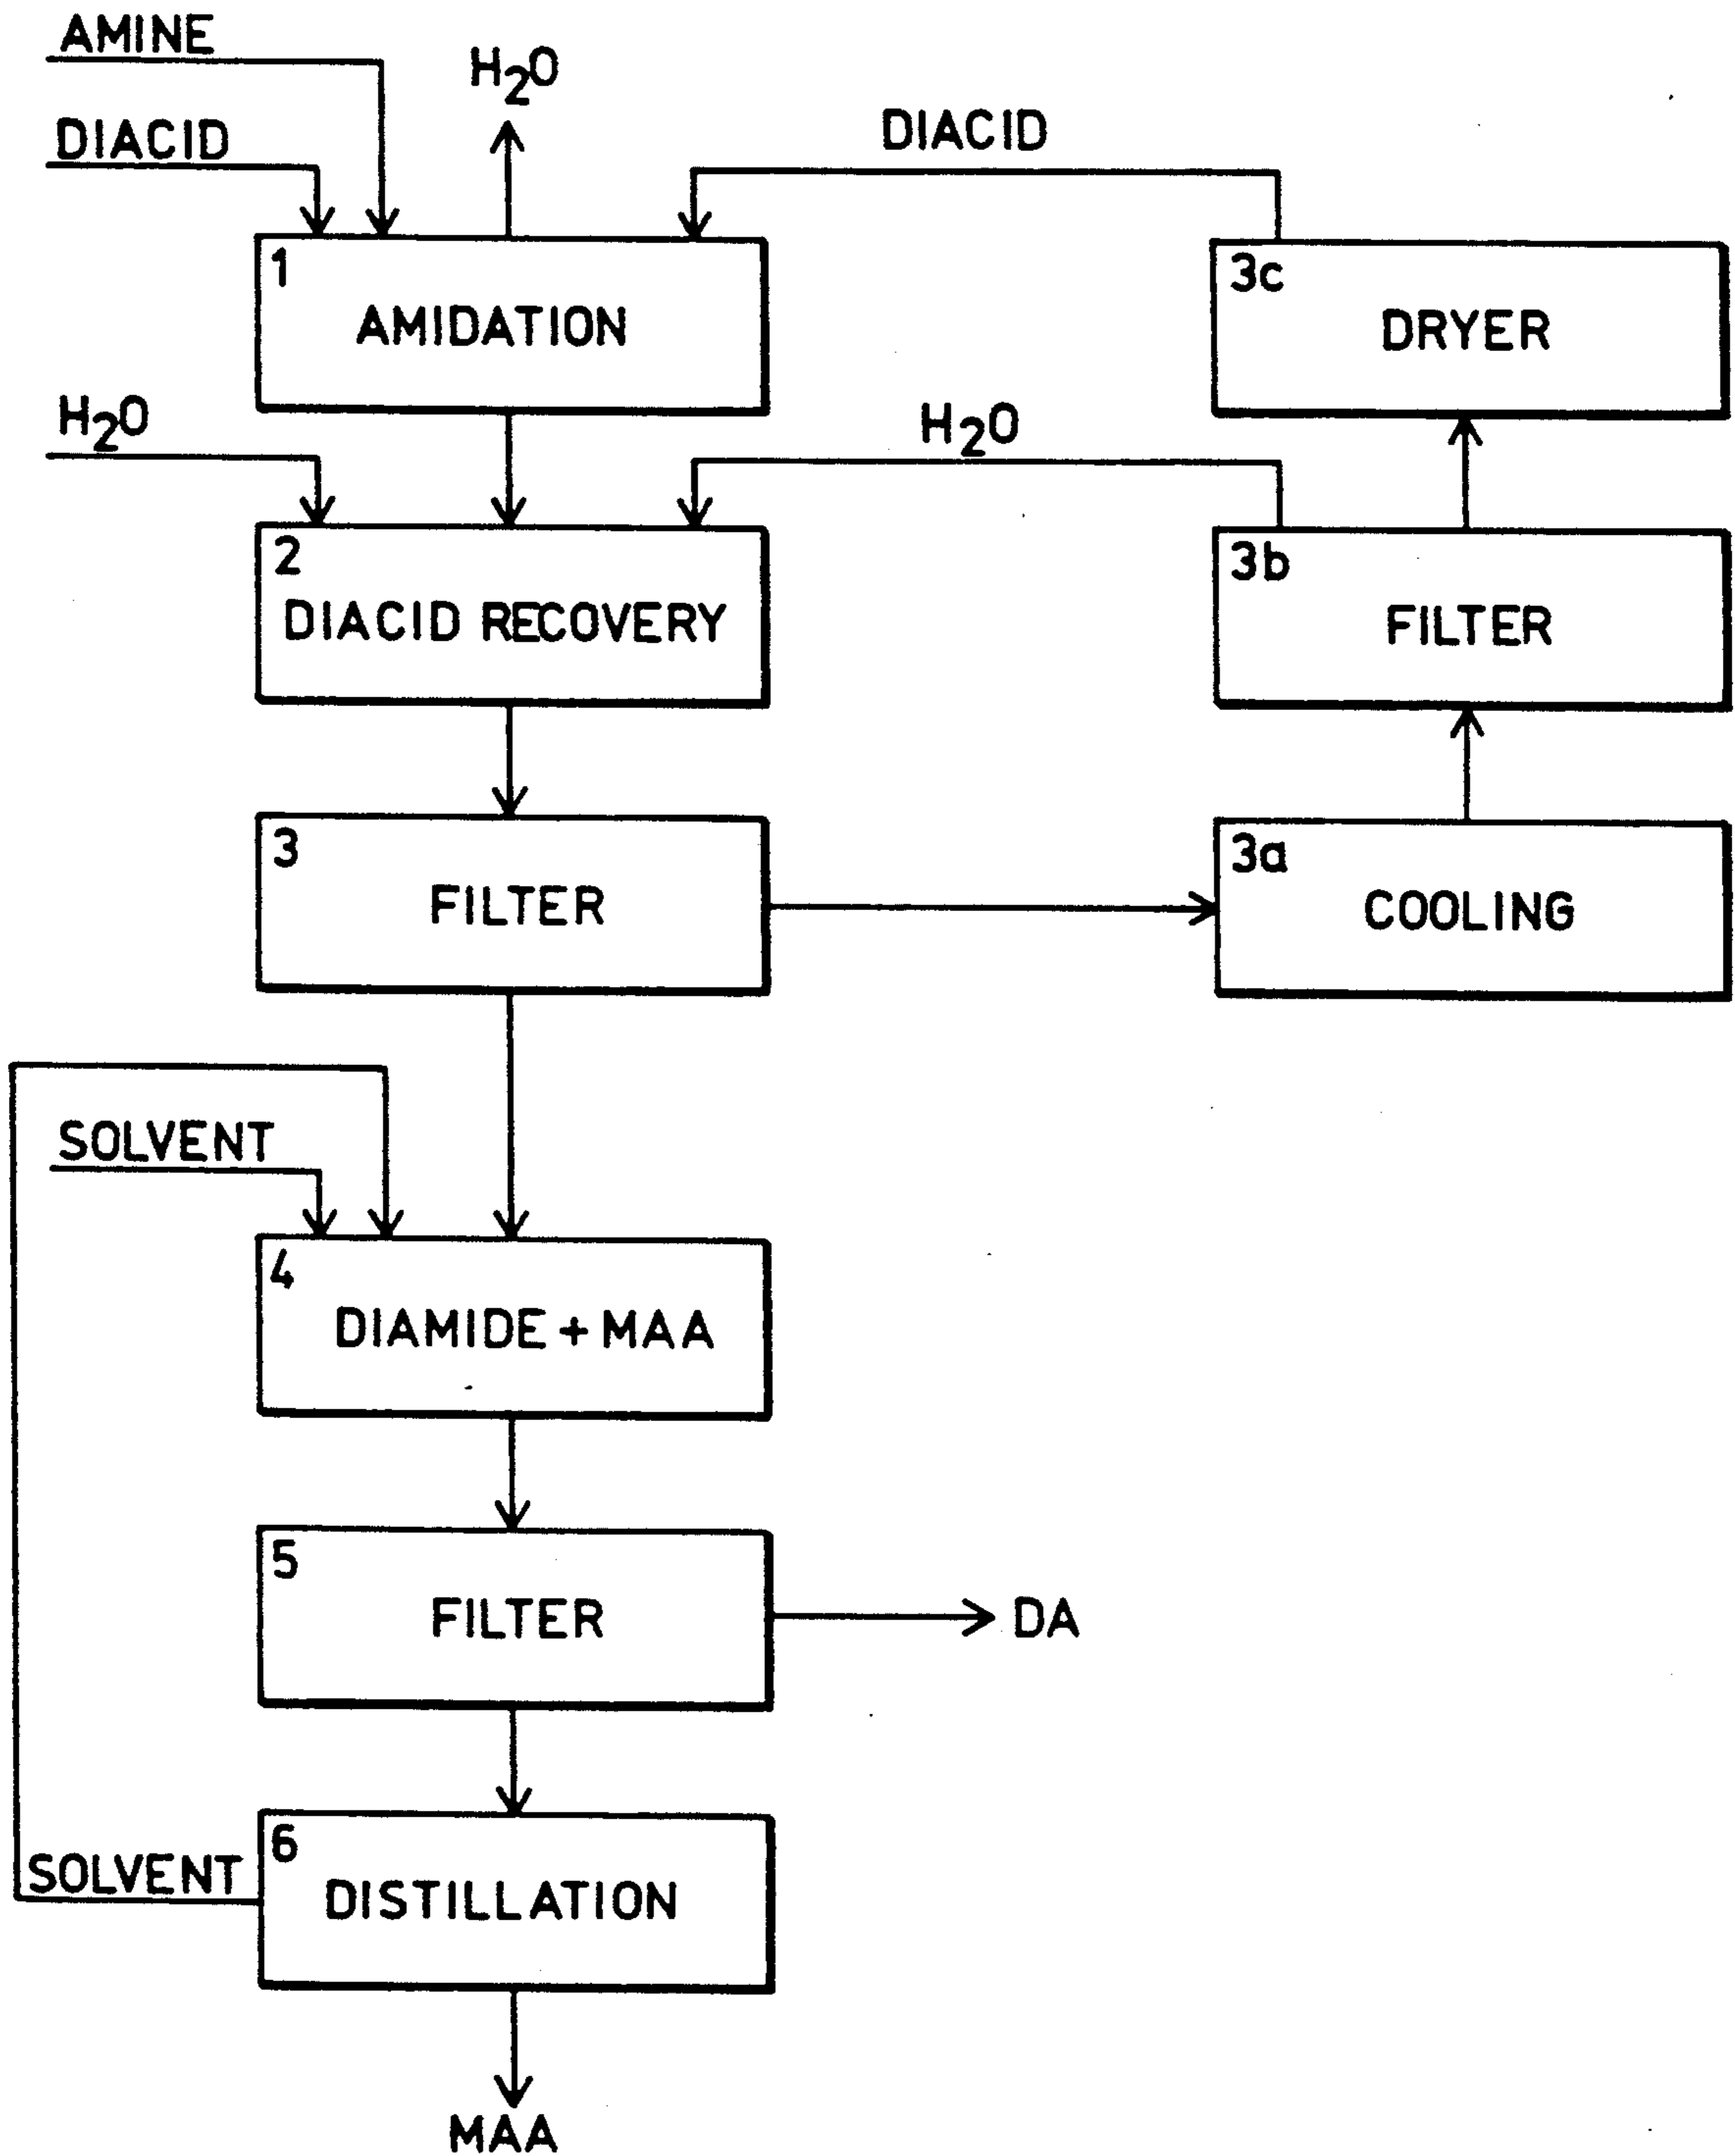 AMINE
H₂O
DIACID
DIACID
1
AMIDATION
3c
DRYER
H₂O
H₂O
2
DIACID RECOVERY
3b
FILTER
3
FILTER
3a
COOLING
SOLVENT
4
DIAMIDE + MAA
5
FILTER
DA
6
SOLVENT
DISTILLATION
MAA